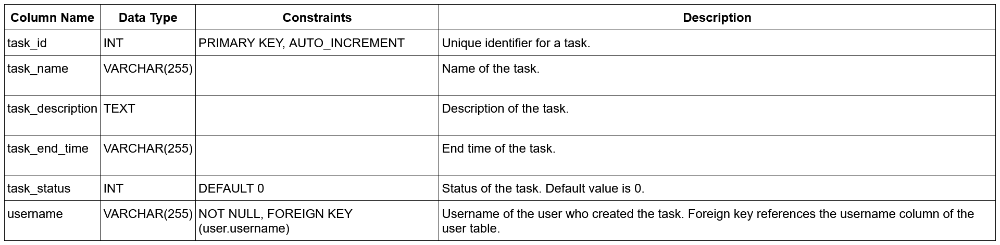 Column Name Data Type Constraints Description
task_id INT PRIMARY KEY, AUTO_INCREMENT Unique identifier for a task.
task_name VARCHAR(255) Name of the task.
task_description TEXT Description of the task.
task_end_time VARCHAR(255) End time of the task.
task_status INT DEFAULT 0 Status of the task. Default value is 0.
username VARCHAR(255) NOT NULL, FOREIGN KEY Username of the user who created the task. Foreign key references the username column of the
(user.username) user table.